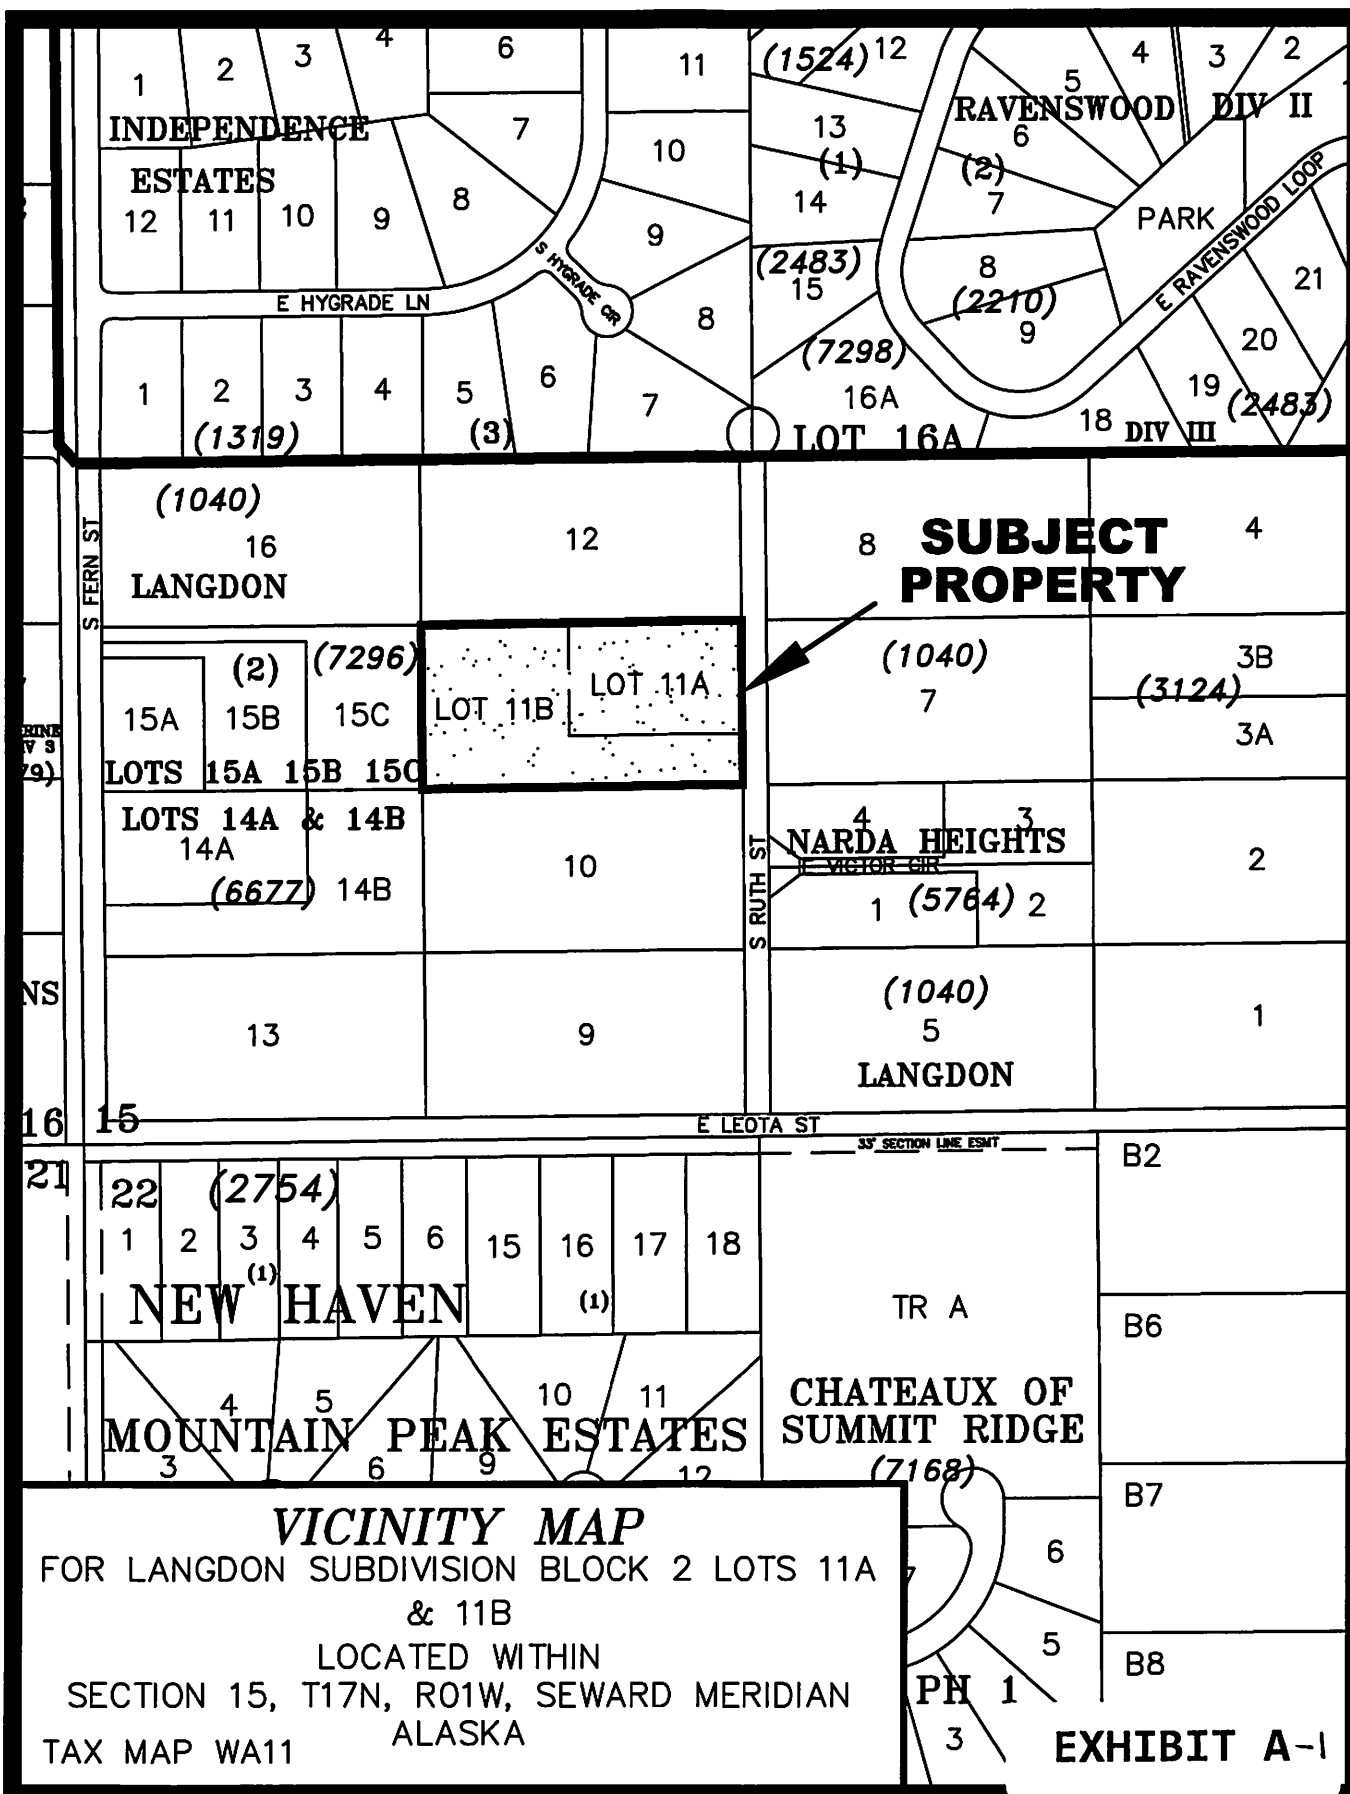 1
2
3
4
6
11
(1524)
12
5
4
3
2
INDEPENDENCE
ESTATES
7
10
13
(1)
RAVENSWOOD DIV II
6
(2)
12
11
10
9
8
9
14
7
PARK
E RAVENSWOOD LOOP
S HYGRADE CIR
E HYGRADE LN
8
(2483)
15
8
(2210)
9
21
20
1
2
3
4
5
6
7
(1319)
(3)
(7298)
16A
LOT 16A
18
19
(2483)
DIV III
S FERN ST
(1040)
16
LANGDON
12
8
SUBJECT
PROPERTY
4
(2)
(7296)
15A
15B
15C
LOTS 15A 15B 15C
LOT 11B
LOT 11A
(1040)
7
3B
(3124)
3A
RINE
IV 3
79)
LOTS 14A & 14B
14A
(6677)
14B
10
S RUTH ST
4
3
NARDA HEIGHTS
E VICTOR CIR
1
(5764)
2
2
NS
13
9
(1040)
5
LANGDON
1
16
15
E LEOTA ST
33' SECTION LINE ESMT
21
22
(2754)
1
2
3
4
5
6
15
16
17
18
(1)
(1)
NEW HAVEN
TR A
B2
B6
4
5
10
11
MOUNTAIN PEAK ESTATES
3
6
9
12
CHATEAUX OF
SUMMIT RIDGE
(7168)
B7
6
7
5
B8
PH 1
3
VICINITY MAP
FOR LANGDON SUBDIVISION BLOCK 2 LOTS 11A
& 11B
LOCATED WITHIN
SECTION 15, T17N, R01W, SEWARD MERIDIAN
ALASKA
TAX MAP WA11
EXHIBIT A-1